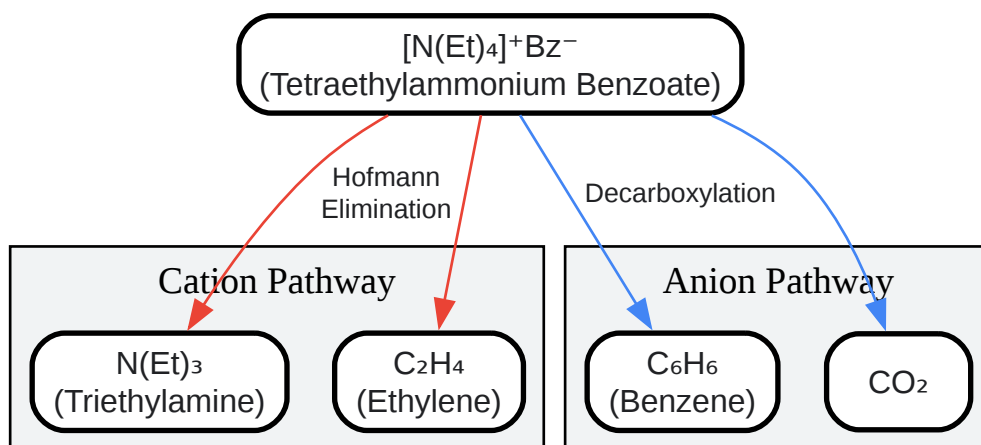 [N(Et)₄]⁺Bz⁻
(Tetraethylammonium Benzoate)
Hofmann
Elimination
Decarboxylation
Cation Pathway
Anion Pathway
N(Et)₃
(Triethylamine)
C₂H₄
(Ethylene)
C₆H₆
(Benzene)
CO₂